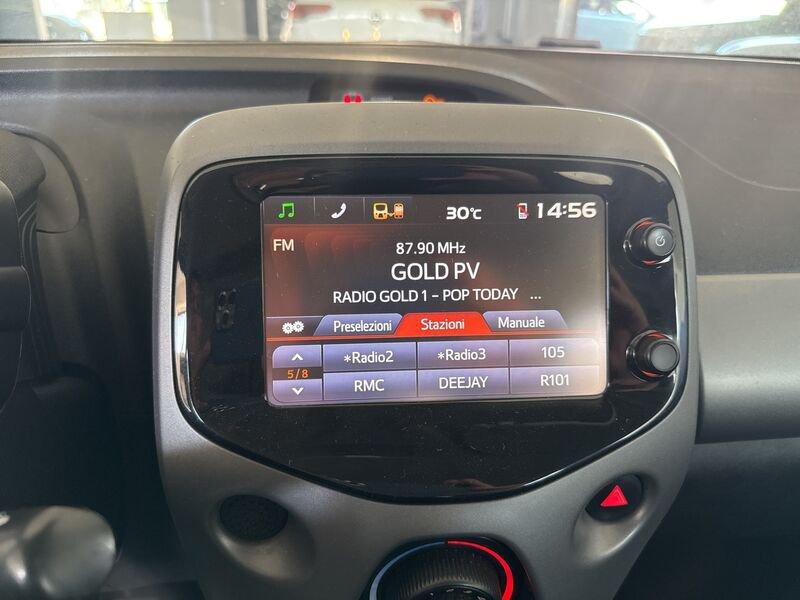 30°C 14:56
FM
87.90 MHz
GOLD PV
RADIO GOLD 1 - POP TODAY ...
Preselezioni Stazioni Manuale
*Radio2 *Radio3 105
5/8
RMC DEEJAY R101